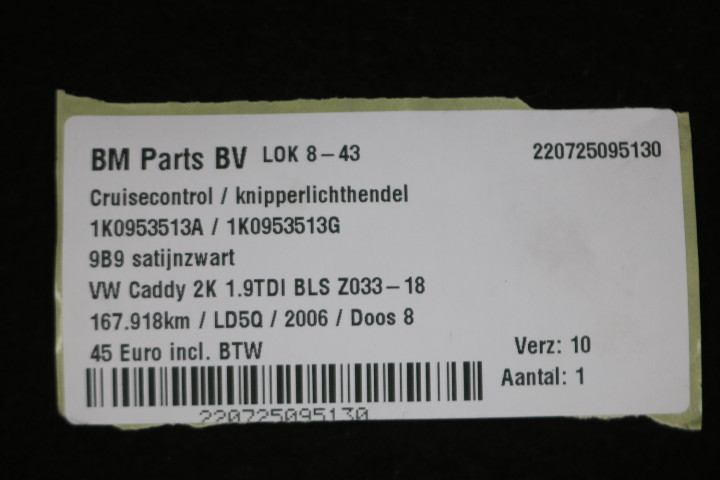 BM Parts BV LOK 8-43 220725095130
Cruisecontrol / knipperlichthendel
1K0953513A / 1K0953513G
9B9 satijnzwart
VW Caddy 2K 1.9TDI BLS Z033-18
167.918km / LD5Q / 2006 / Doos 8
45 Euro incl. BTW Verz: 10
Aantal: 1
220725095130